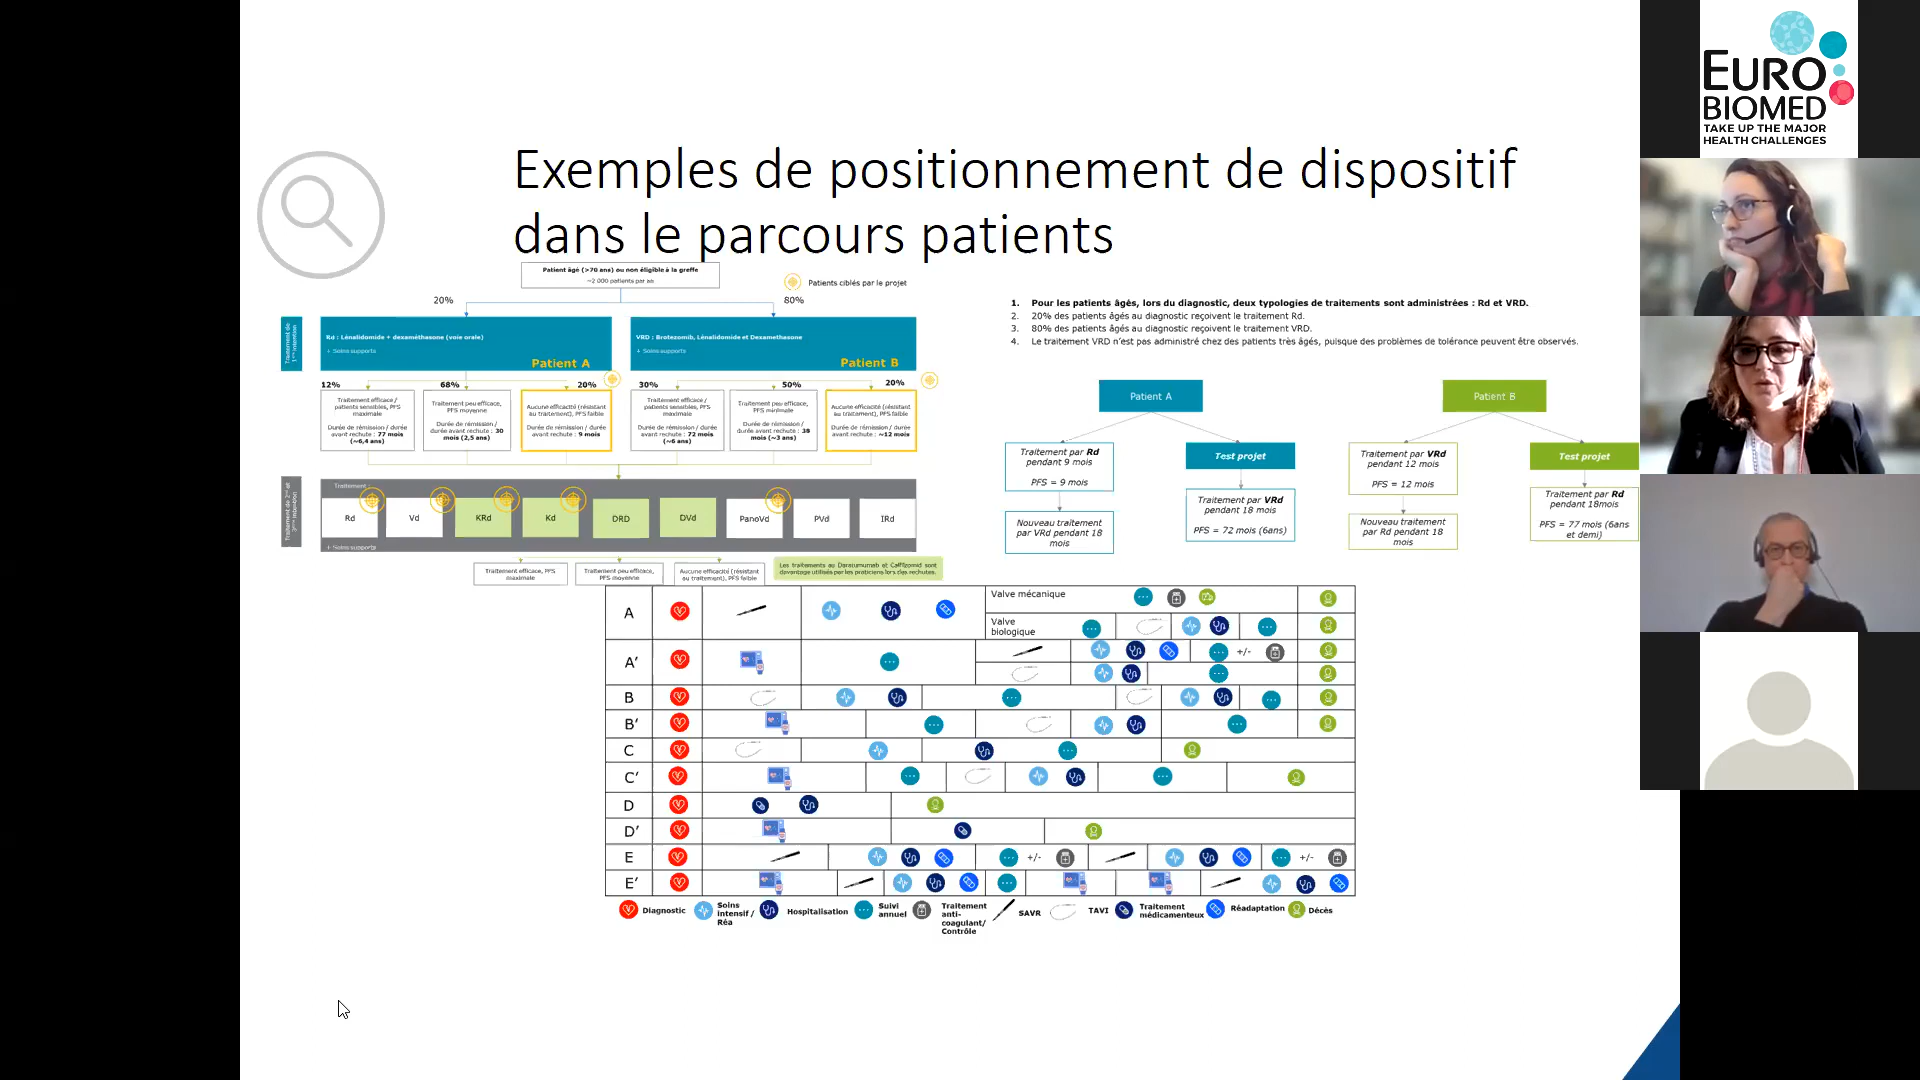 EURO
BIOMED
TAKE UP THE MAJOR
HEALTH CHALLENGES
Exemples de positionnement de dispositif
dans le parcours patients
Patient âgé (>70 ans) ou non éligible à la greffe
~2 000 patients par an
Patients ciblés par le projet
20%
80%
Traitement de
1ère intention
Rd : Lénalidomide + dexaméthasone (voie orale)
+ Soins supports
Patient A
VRD : Brotezomib, Lénalidomide et Dexamethasone
+ Soins supports
Patient B
12%
68%
20%
30%
50%
20%
Traitement efficace /
patients sensibles, PFS
maximale
Durée de rémission / durée
avant rechute : 77 mois
(~6,4 ans)
Traitement peu efficace,
PFS moyenne
Durée de rémission /
durée avant rechute : 30
mois (2,5 ans)
Aucune efficacité (résistant
au traitement), PFS faible
Durée de rémission / durée
avant rechute : 9 mois
Traitement efficace /
patients sensibles, PFS
maximale
Durée de rémission / durée
avant rechute : 72 mois
(~6 ans)
Traitement peu efficace,
PFS minimale
Durée de rémission /
durée avant rechute : 38
mois (~3 ans)
Aucune efficacité (résistant
au traitement), PFS faible
Durée de rémission / durée
avant rechute : ~12 mois
Traitement de 2nd et
3ème intention
Traitement
Rd
Vd
KRd
Kd
DRD
DVd
PanoVd
PVd
IRd
+ Soins supports
Traitement efficace, PFS
maximale
Traitement peu efficace,
PFS moyenne
Aucune efficacité (résistant
au traitement), PFS faible
Les traitements au Daratumumab et Calfizomid sont
davantage utilisés par les praticiens lors des rechutes.
1. Pour les patients âgés, lors du diagnostic, deux typologies de traitements sont administrées : Rd et VRD.
2. 20% des patients âgés au diagnostic reçoivent le traitement Rd.
3. 80% des patients âgés au diagnostic reçoivent le traitement VRD.
4. Le traitement VRD n'est pas administré chez des patients très âgés, puisque des problèmes de tolérance peuvent être observés.
Patient A
Traitement par Rd
pendant 9 mois
PFS = 9 mois
Nouveau traitement
par VRd pendant 18
mois
Test projet
Traitement par VRd
pendant 18 mois
PFS = 72 mois (6ans)
Patient B
Traitement par VRd
pendant 12 mois
PFS = 12 mois
Nouveau traitement
par Rd pendant 18
mois
Test projet
Traitement par Rd
pendant 18mois
PFS = 77 mois (6ans
et demi)
A
Valve mécanique
Valve
biologique
A’
+/-
B
B’
C
C’
D
D’
E
+/-
+/-
E’
Diagnostic
Soins
intensif /
Réa
Hospitalisation
Suivi
annuel
Traitement
anti-
coagulant/
Contrôle
SAVR
TAVI
Traitement
médicamenteux
Réadaptation
Décès